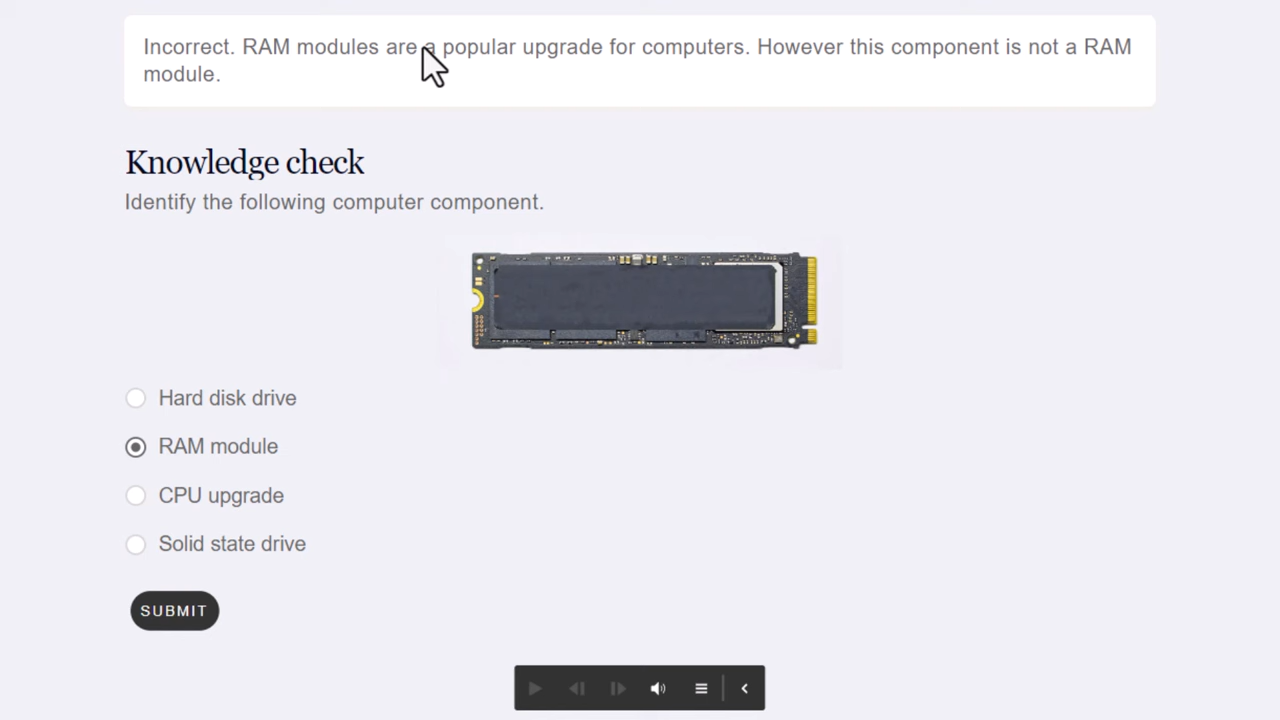 Incorrect. RAM modules are a popular upgrade for computers. However this component is not a RAM
module.
Knowledge check
Identify the following computer component.
Hard disk drive
RAM module
CPU upgrade
Solid state drive
SUBMIT